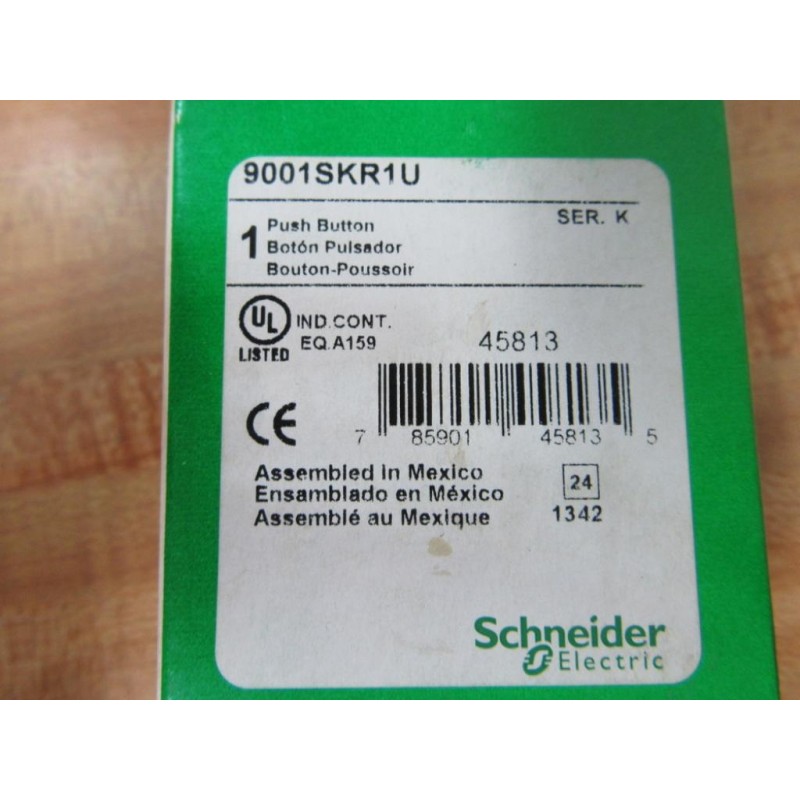 9001SKR1U
SER. K
1
Push Button
Botón Pulsador
Bouton-Poussoir
UL
LISTED
IND.CONT.
EQ.A159
45813
7 85901 45813 5
CE
Assembled in Mexico
Ensamblado en México
Assemblé au Mexique
24
1342
Schneider
Electric